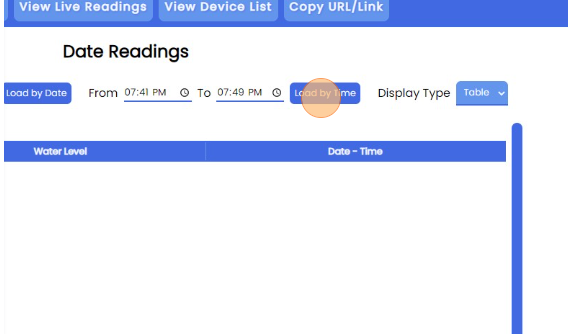 View Live Readings View Device List Copy URL/Link
Date Readings
Load by Date From 07:41 PM To 07:49 PM Load by Time Display Type Table
Water Level Date - Time